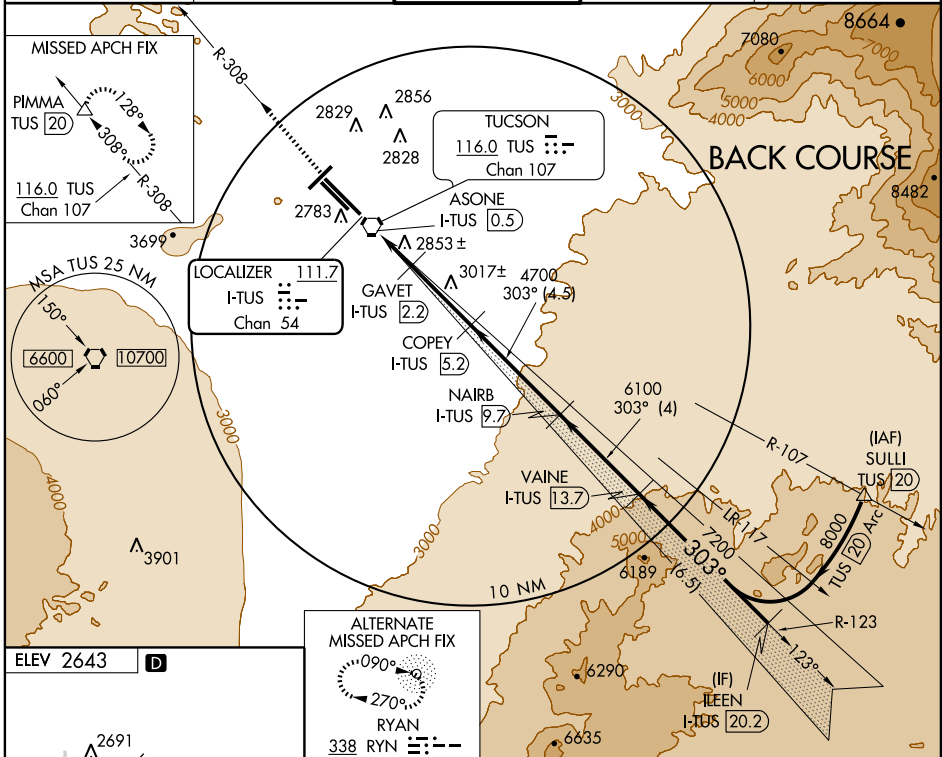 MISSED APCH FIX
PIMMA
TUS 20
128°
308°
R-308
116.0 TUS
Chan 107
R-308
R-308
3699
2829
2856
2828
2783
TUCSON
116.0 TUS
Chan 107
ASONE
I-TUS 0.5
BACK COURSE
8664
7080
7000
6000
5000
4000
3000
8482
2853 ±
3017±
4700
303° (4.5)
LOCALIZER 111.7
I-TUS
Chan 54
GAVET
I-TUS 2.2
COPEY
I-TUS 5.2
NAIRB
I-TUS 9.7
VAINE
I-TUS 13.7
6100
303° (4)
R-107
(IAF)
SULLI
TUS 20
LR-117
8000
TUS 20 Arc
7200
303°
(6.5)
R-123
123°
(IF)
ILEEN
I-TUS 20.2
MSA TUS 25 NM
150°
6600
10700
060°
3000
4000
3901
3000
4000
5000
6189
10 NM
6290
6635
ALTERNATE
MISSED APCH FIX
090°
270°
RYAN
338 RYN
ELEV 2643
D
2691